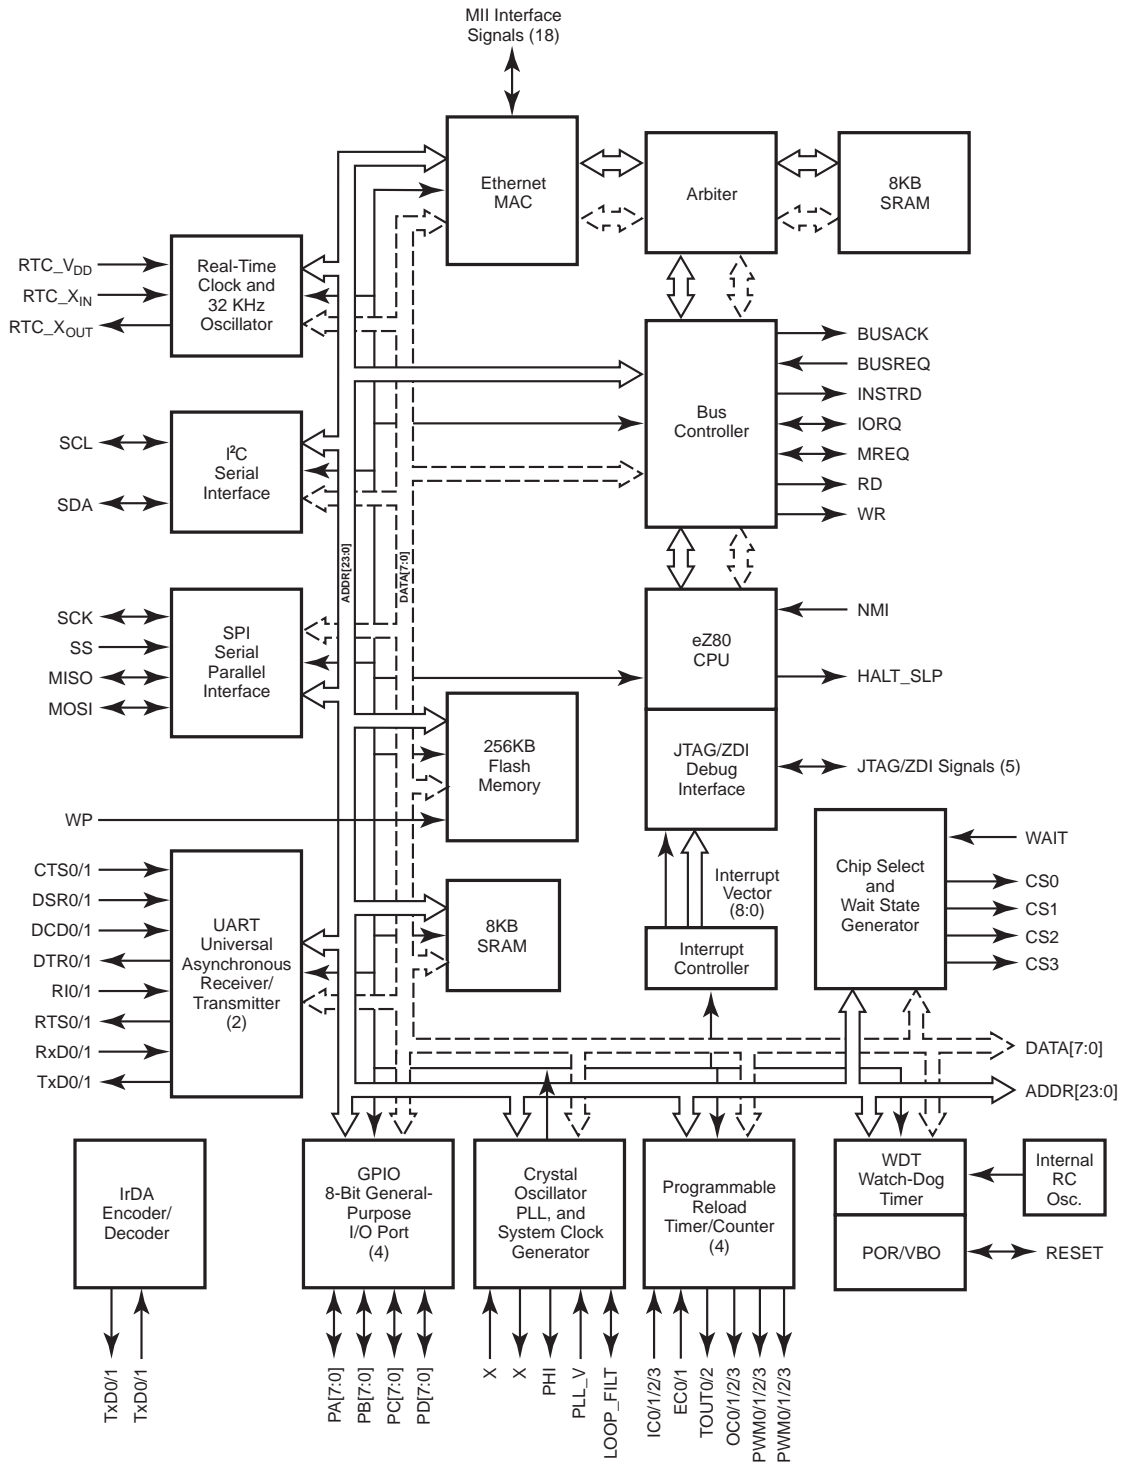 MII Interface
Signals (18)
Ethernet
MAC
Arbiter
8KB
SRAM
RTC_VDD
RTC_XIN
RTC_XOUT
Real-Time
Clock and
32 KHz
Oscillator
Bus
Controller
BUSACK
BUSREQ
INSTRD
IORQ
MREQ
RD
WR
SCL
SDA
I²C
Serial
Interface
ADDR[23:0]
DATA[7:0]
SCK
SS
MISO
MOSI
SPI
Serial
Parallel
Interface
eZ80
CPU
NMI
HALT_SLP
256KB
Flash
Memory
JTAG/ZDI
Debug
Interface
JTAG/ZDI Signals (5)
WP
CTS0/1
DSR0/1
DCD0/1
DTR0/1
RI0/1
RTS0/1
RxD0/1
TxD0/1
UART
Universal
Asynchronous
Receiver/
Transmitter
(2)
8KB
SRAM
Interrupt
Vector
(8:0)
Interrupt
Controller
Chip Select
and
Wait State
Generator
WAIT
CS0
CS1
CS2
CS3
DATA[7:0]
ADDR[23:0]
IrDA
Encoder/
Decoder
GPIO
8-Bit General-
Purpose
I/O Port
(4)
Crystal
Oscillator
PLL, and
System Clock
Generator
Programmable
Reload
Timer/Counter
(4)
WDT
Watch-Dog
Timer
POR/VBO
Internal
RC
Osc.
RESET
TxD0/1
TxD0/1
PA[7:0]
PB[7:0]
PC[7:0]
PD[7:0]
X
X
PHI
PLL_V
LOOP_FILT
IC0/1/2/3
EC0/1
TOUT0/2
OC0/1/2/3
PWM0/1/2/3
PWM0/1/2/3